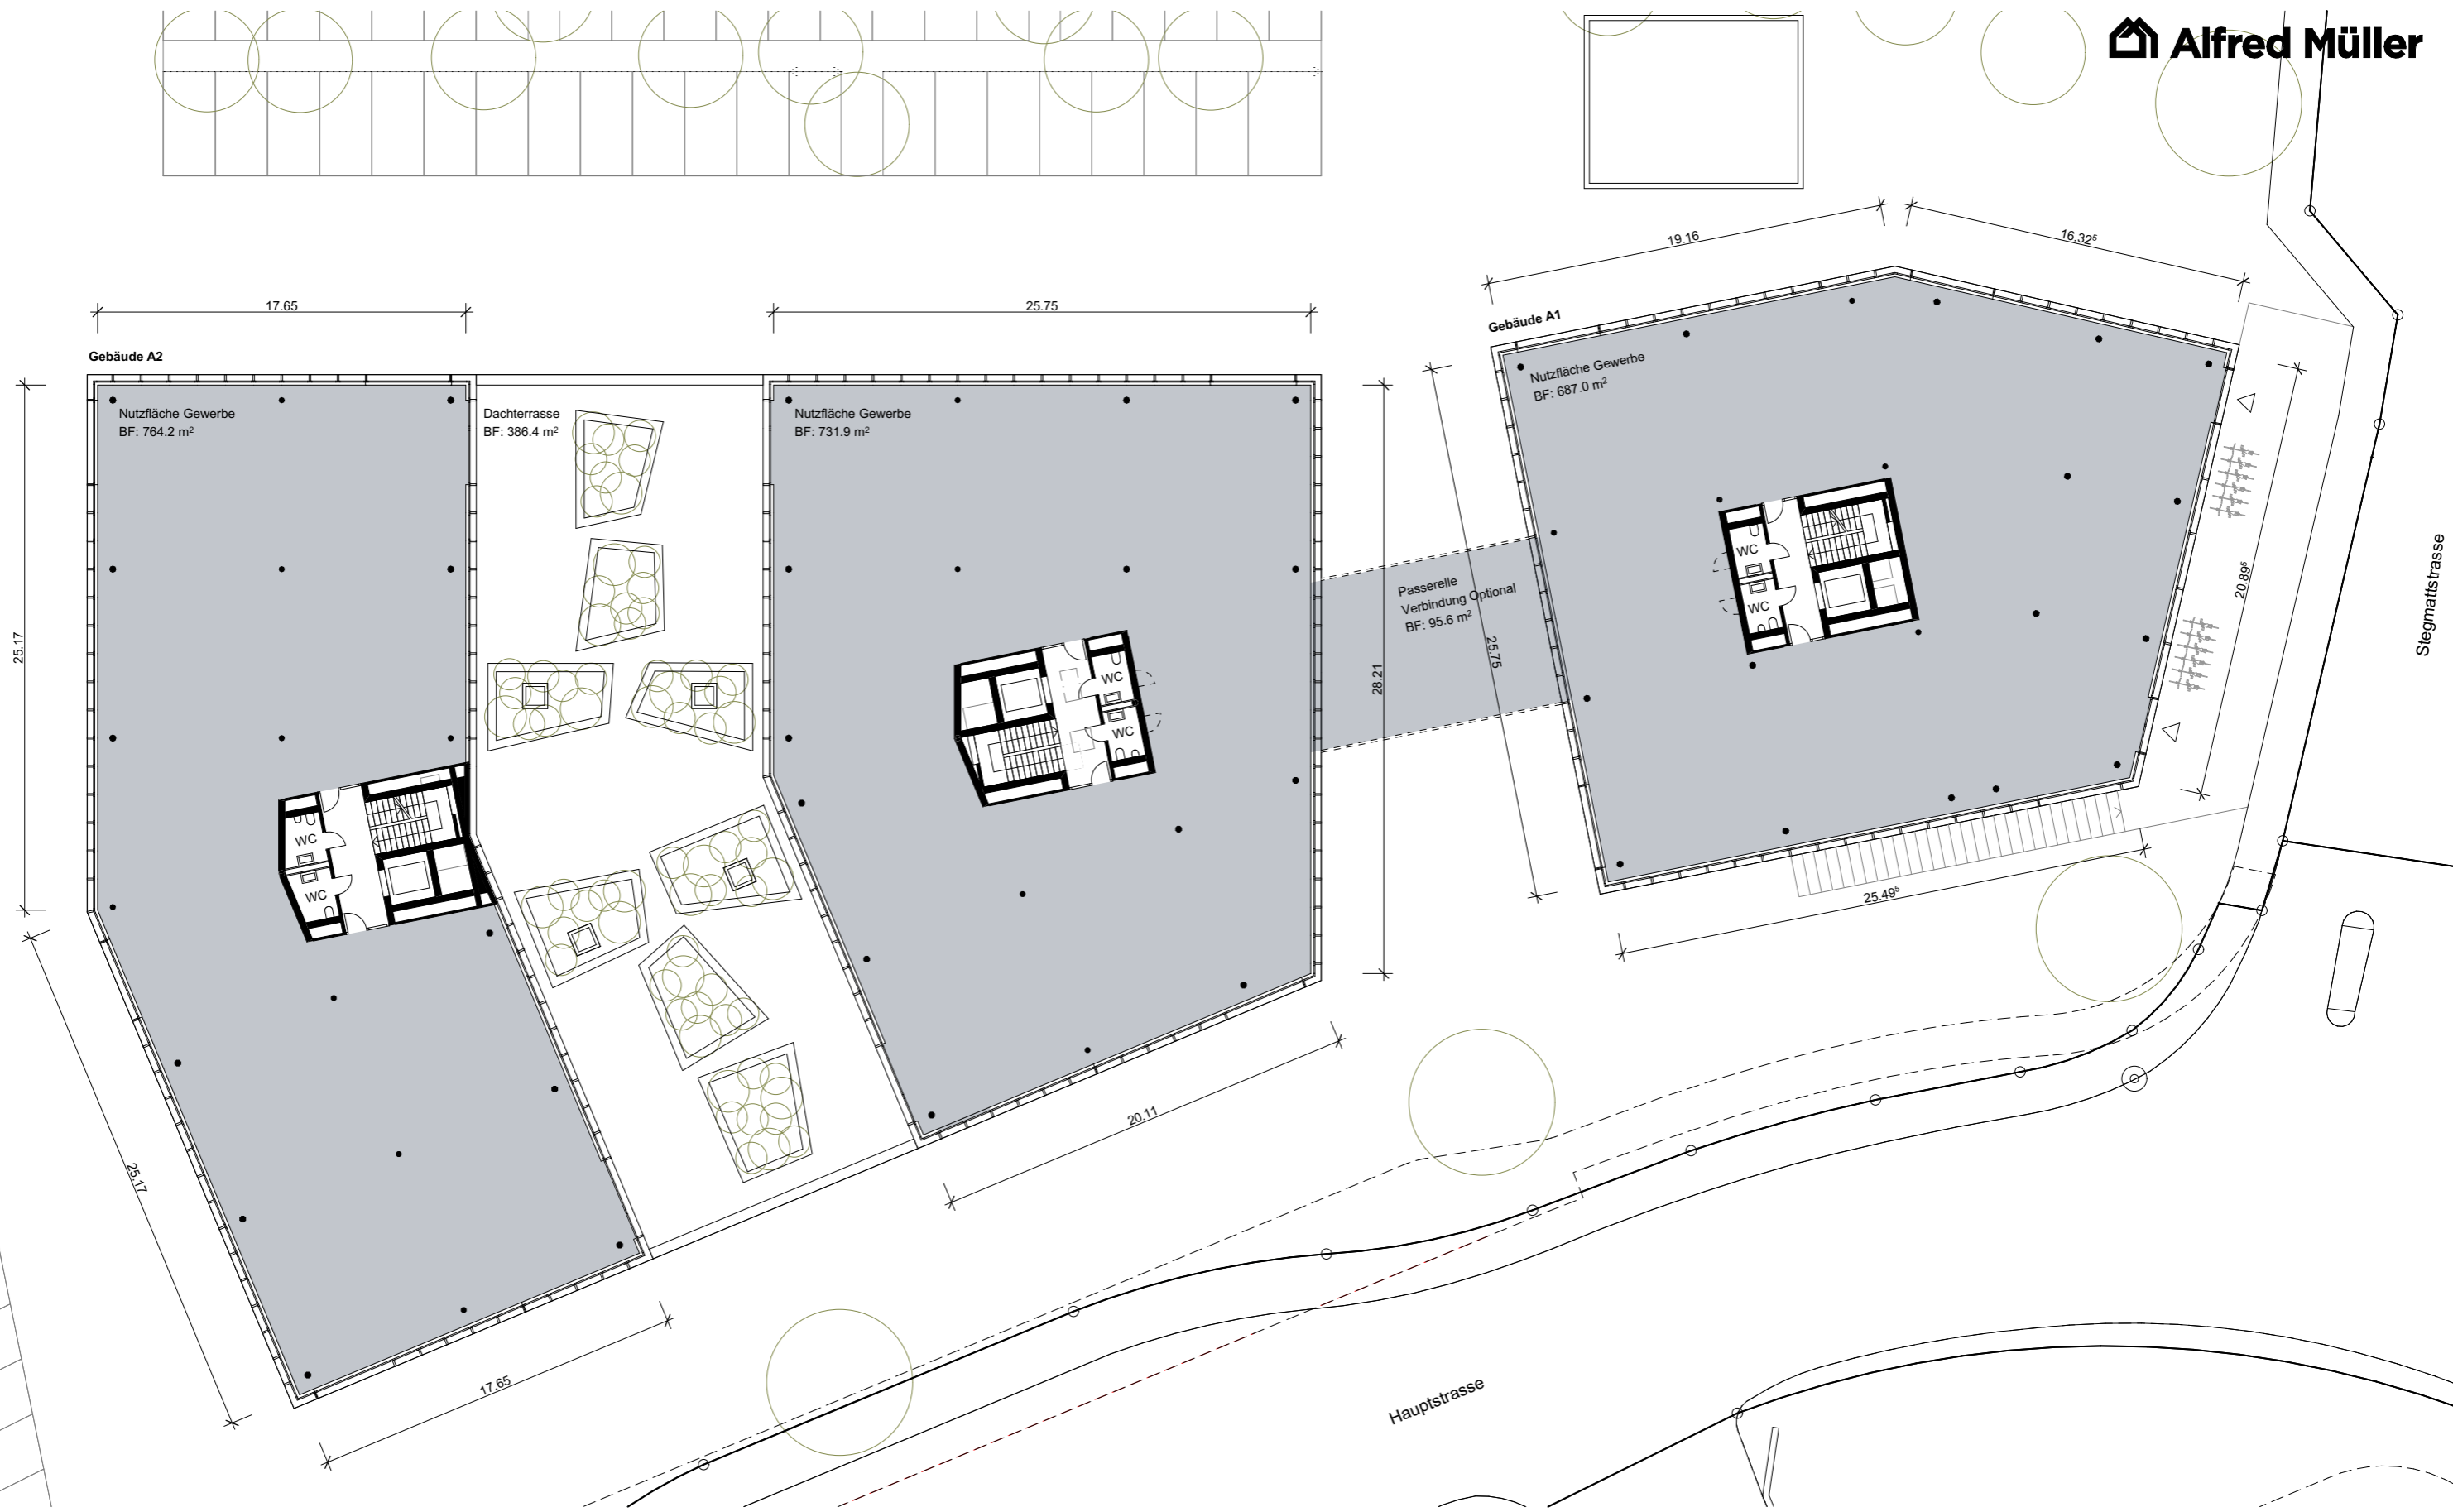 Alfred Müller
19.16
16.32⁵
17.65
25.75
Gebäude A1
Gebäude A2
Nutzfläche Gewerbe
BF: 687.0 m²
Nutzfläche Gewerbe
BF: 764.2 m²
Dachterrasse
BF: 386.4 m²
Nutzfläche Gewerbe
BF: 731.9 m²
Passerelle
Verbindung Optional
BF: 95.6 m²
WC
WC
20.89⁵
Stegmattstrasse
25.17
25.75
28.21
WC
WC
WC
WC
25.49⁵
20.11
25.17
17.65
Hauptstrasse